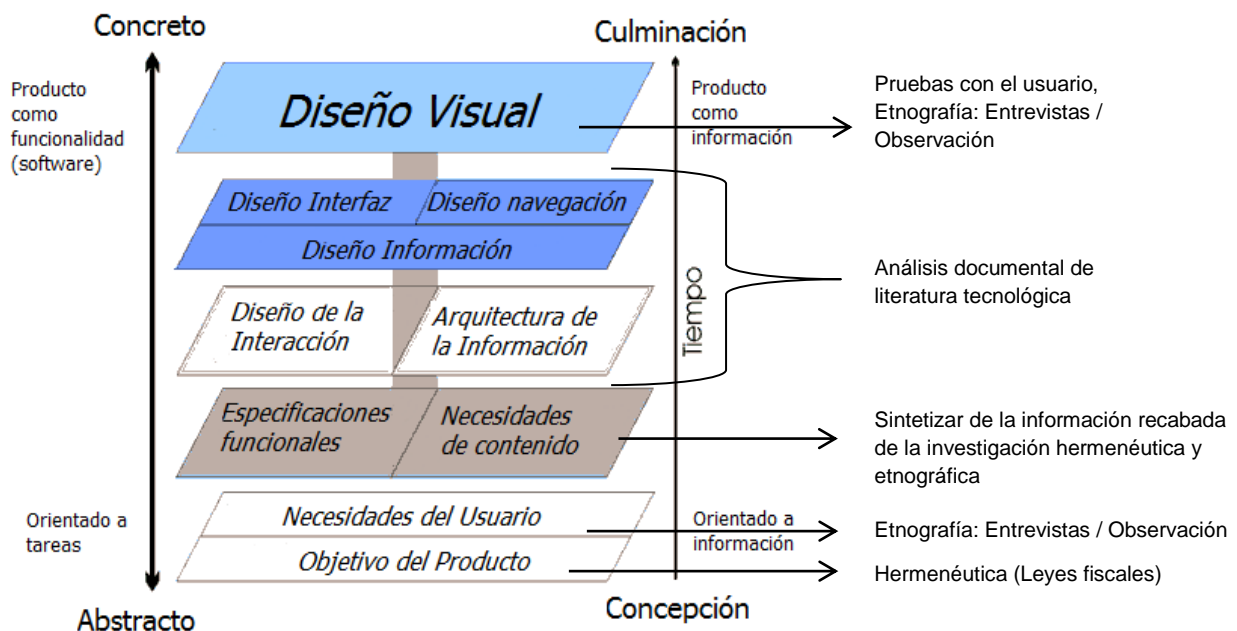 Concreto
Culminación
Producto
como
funcionalidad
(software)
Diseño Visual
Producto
como
información
Pruebas con el usuario,
Etnografía: Entrevistas /
Observación
Diseño Interfaz
Diseño navegación
Diseño Información
Diseño de la
Interacción
Arquitectura de
la Información
Tiempo
Análisis documental de
literatura tecnológica
Especificaciones
funcionales
Necesidades
de contenido
Sintetizar de la información recabada
de la investigación hermenéutica y
etnográfica
Orientado a
tareas
Necesidades del Usuario
Objetivo del Producto
Orientado a
información
Etnografía: Entrevistas / Observación
Hermenéutica (Leyes fiscales)
Abstracto
Concepción